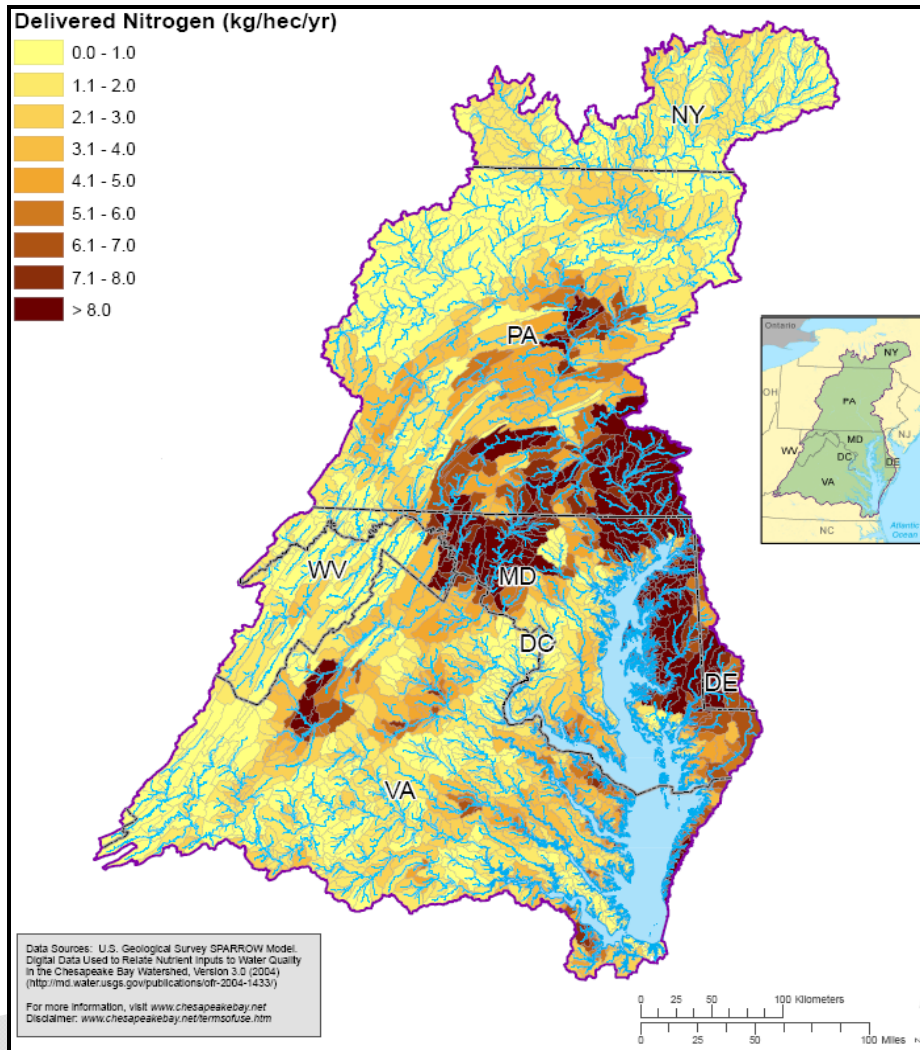 Delivered Nitrogen (kg/hec/yr)
0.0 - 1.0
1.1 - 2.0
2.1 - 3.0
3.1 - 4.0
4.1 - 5.0
5.1 - 6.0
6.1 - 7.0
7.1 - 8.0
> 8.0
NY
PA
WV
MD
DC
DE
VA
Ontario
NY
OH
PA
NJ
MD
WV
DC
DE
VA
Atlantic
Ocean
NC
Data Sources: U.S. Geological Survey SPARROW Model.
Digital Data Used to Relate Nutrient Inputs to Water Quality
in the Chesapeake Bay Watershed, Version 3.0 (2004)
(http://md.water.usgs.gov/publications/ofr-2004-1433/)
For more information, visit www.chesapeakebay.net
Disclaimer: www.chesapeakebay.net/termsofuse.htm
0 25 50 100 Kilometers
0 25 50 100 Miles